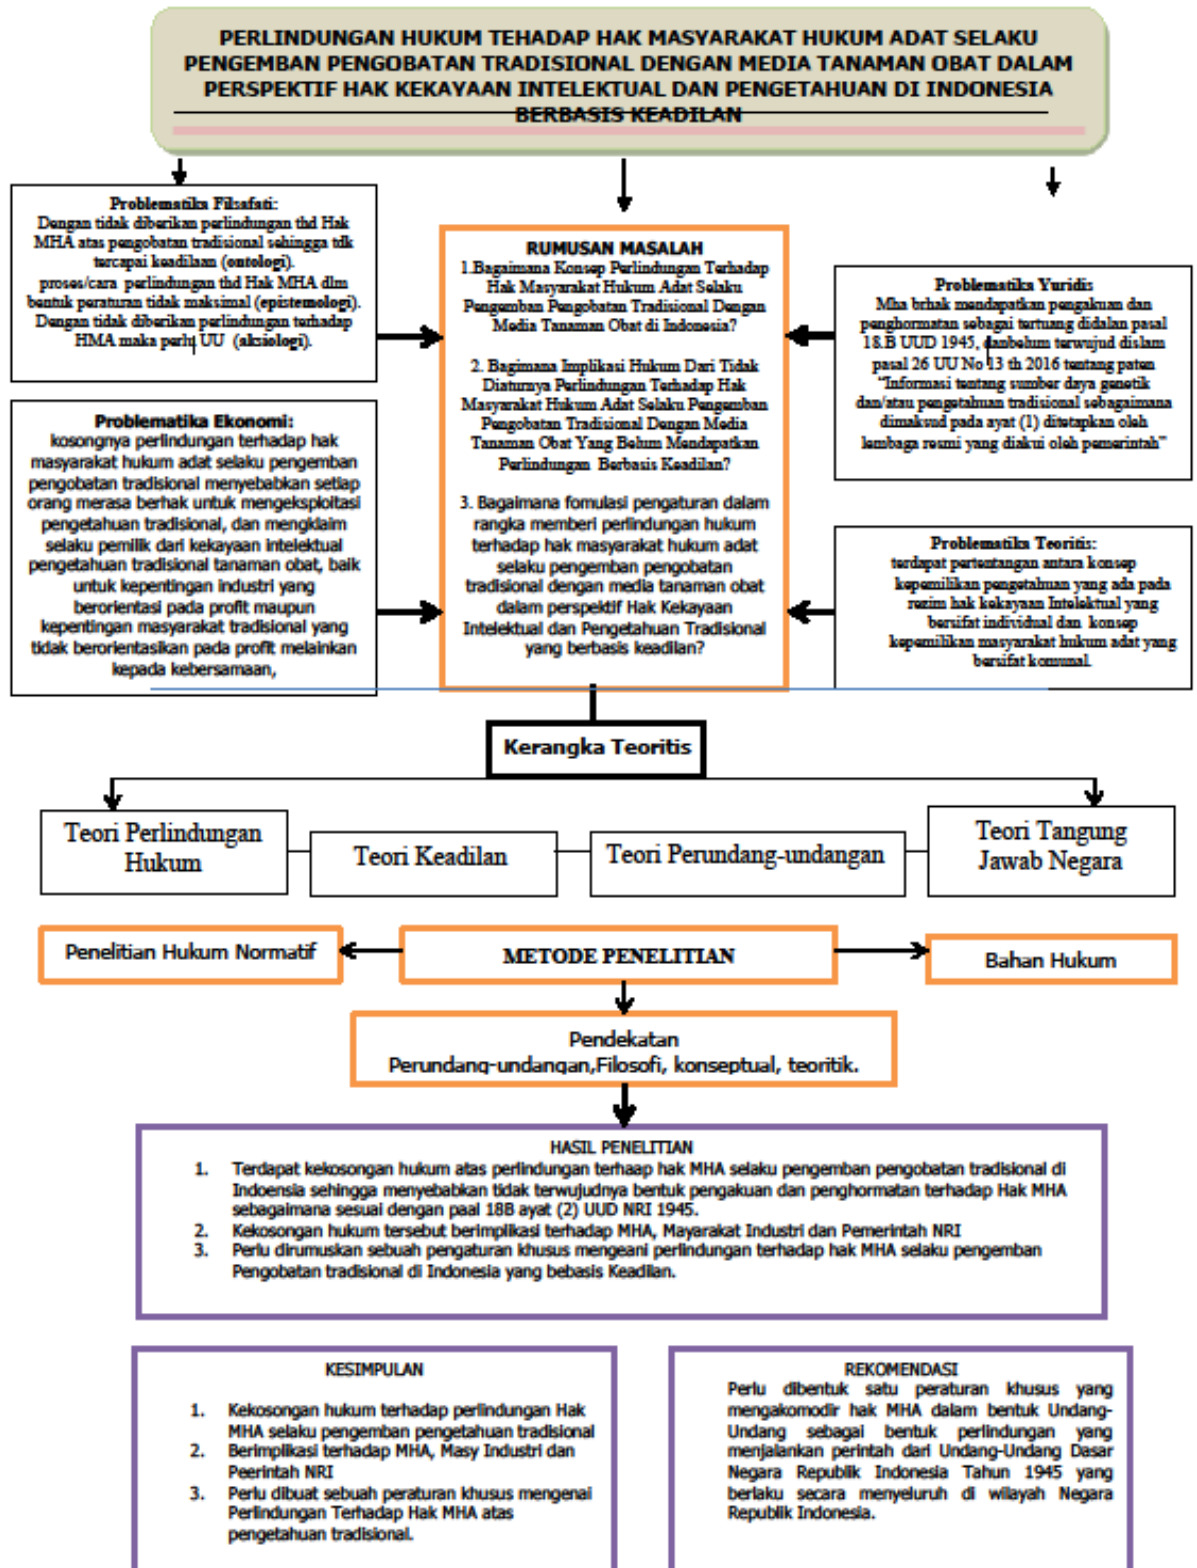 PERLINDUNGAN HUKUM TEHADAP HAK MASYARAKAT HUKUM ADAT SELAKU
PENGEMBAN PENGOBATAN TRADISIONAL DENGAN MEDIA TANAMAN OBAT DALAM
PERSPEKTIF HAK KEKAYAAN INTELEKTUAL DAN PENGETAHUAN DI INDONESIA
BERBASIS KEADILAN
Problematika Filsafati:
Dengan tidak diberikan perlindungan thd Hak
MHA atas pengobatan tradisional sehingga tdk
tercapai keadilaan (ontologi).
proses/cara perlindungan thd Hak MHA dlm
bentuk peraturan tidak maksimal (epistemologi).
Dengan tidak diberikan perlindungan terhadap
HMA maka perlu UU (aksiologi).
Problematika Ekonomi:
kosongnya perlindungan terhadap hak
masyarakat hukum adat selaku pengemban
pengobatan tradisional menyebabkan setiap
orang merasa berhak untuk mengeksploitasi
pengetahuan tradisional, dan mengklaim
selaku pemilik dari kekayaan intelektual
pengetahuan tradisional tanaman obat, baik
untuk kepentingan industri yang
berorientasi pada profit maupun
kepentingan masyarakat tradisional yang
tidak berorientasikan pada profit melainkan
kepada kebersamaan,
RUMUSAN MASALAH
1.Bagaimana Konsep Perlindungan Terhadap
Hak Masyarakat Hukum Adat Selaku
Pengemban Pengobatan Tradisional Dengan
Media Tanaman Obat di Indonesia?
2. Bagimana Implikasi Hukum Dari Tidak
Diaturnya Perlindungan Terhadap Hak
Masyarakat Hukum Adat Selaku Pengemban
Pengobatan Tradisional Dengan Media
Tanaman Obat Yang Belum Mendapatkan
Perlindungan Berbasis Keadilan?
3. Bagaimana fomulasi pengaturan dalam
rangka memberi perlindungan hukum
terhadap hak masyarakat hukum adat
selaku pengemban pengobatan
tradisional dengan media tanaman obat
dalam perspektif Hak Kekayaan
Intelektual dan Pengetahuan Tradisional
yang berbasis keadilan?
Problematika Yuridis
Mha brhak mendapatkan pengakuan dan
penghormatan sebagai tertuang didalan pasal
18.B UUD 1945, danbelum terwujud dislam
pasal 26 UU No 13 th 2016 tentang paten
“Informasi tentang sumber daya genetik
dan/atau pengetahuan tradisional sebagaimana
dimaksud pada ayat (1) ditetapkan oleh
lembaga resmi yang diakui oleh pemerintah”
Problematika Teoritis:
terdapat pertentangan antara konsep
kepemilikan pengetahuan yang ada pada
rezim hak kekayaan Intelektual yang
bersifat individual dan konsep
kepemilikan masyarakat hukum adat yang
bersifat komunal.
Kerangka Teoritis
Teori Perlindungan
Hukum
Teori Keadilan
Teori Perundang-undangan
Teori Tangung
Jawab Negara
Penelitian Hukum Normatif
METODE PENELITIAN
Bahan Hukum
Pendekatan
Perundang-undangan,Filosofi, konseptual, teoritik.
HASIL PENELITIAN
1. Terdapat kekosongan hukum atas perlindungan terhaap hak MHA selaku pengemban pengobatan tradisional di
Indoensia sehingga menyebabkan tidak terwujudnya bentuk pengakuan dan penghormatan terhadap Hak MHA
sebagaimana sesuai dengan paal 18B ayat (2) UUD NRI 1945.
2. Kekosongan hukum tersebut berimplikasi terhadap MHA, Mayarakat Industri dan Pemerintah NRI
3. Perlu dirumuskan sebuah pengaturan khusus mengeani perlindungan terhadap hak MHA selaku pengemban
Pengobatan tradisional di Indonesia yang bebasis Keadilan.
KESIMPULAN
1. Kekosongan hukum terhadap perlindungan Hak
MHA selaku pengemban pengetahuan tradisional
2. Berimplikasi terhadap MHA, Masy Industri dan
Peerintah NRI
3. Perlu dibuat sebuah peraturan khusus mengenai
Perlindungan Terhadap Hak MHA atas
pengetahuan tradisional.
REKOMENDASI
Perlu dibentuk satu peraturan khusus yang
mengakomodir hak MHA dalam bentuk Undang-
Undang sebagai bentuk perlindungan yang
menjalankan perintah dari Undang-Undang Dasar
Negara Republik Indonesia Tahun 1945 yang
berlaku secara menyeluruh di wilayah Negara
Republik Indonesia.